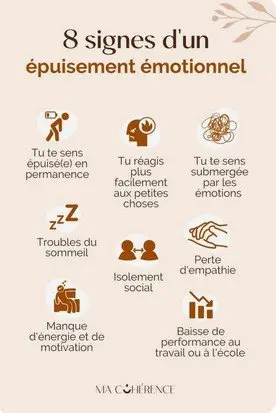 8 signes d'un
épuisement émotionnel
Tu te sens
épuisé(e) en
permanence
Tu réagis
plus
facilement
aux petites
choses
Tu te sens
submergée
par les
émotions
zzZ
Troubles du
sommeil
Isolement
social
Perte
d'empathie
Manque
d'énergie et de
motivation
Baisse de
performance au
travail ou à l'école
MA COHÉRENCE